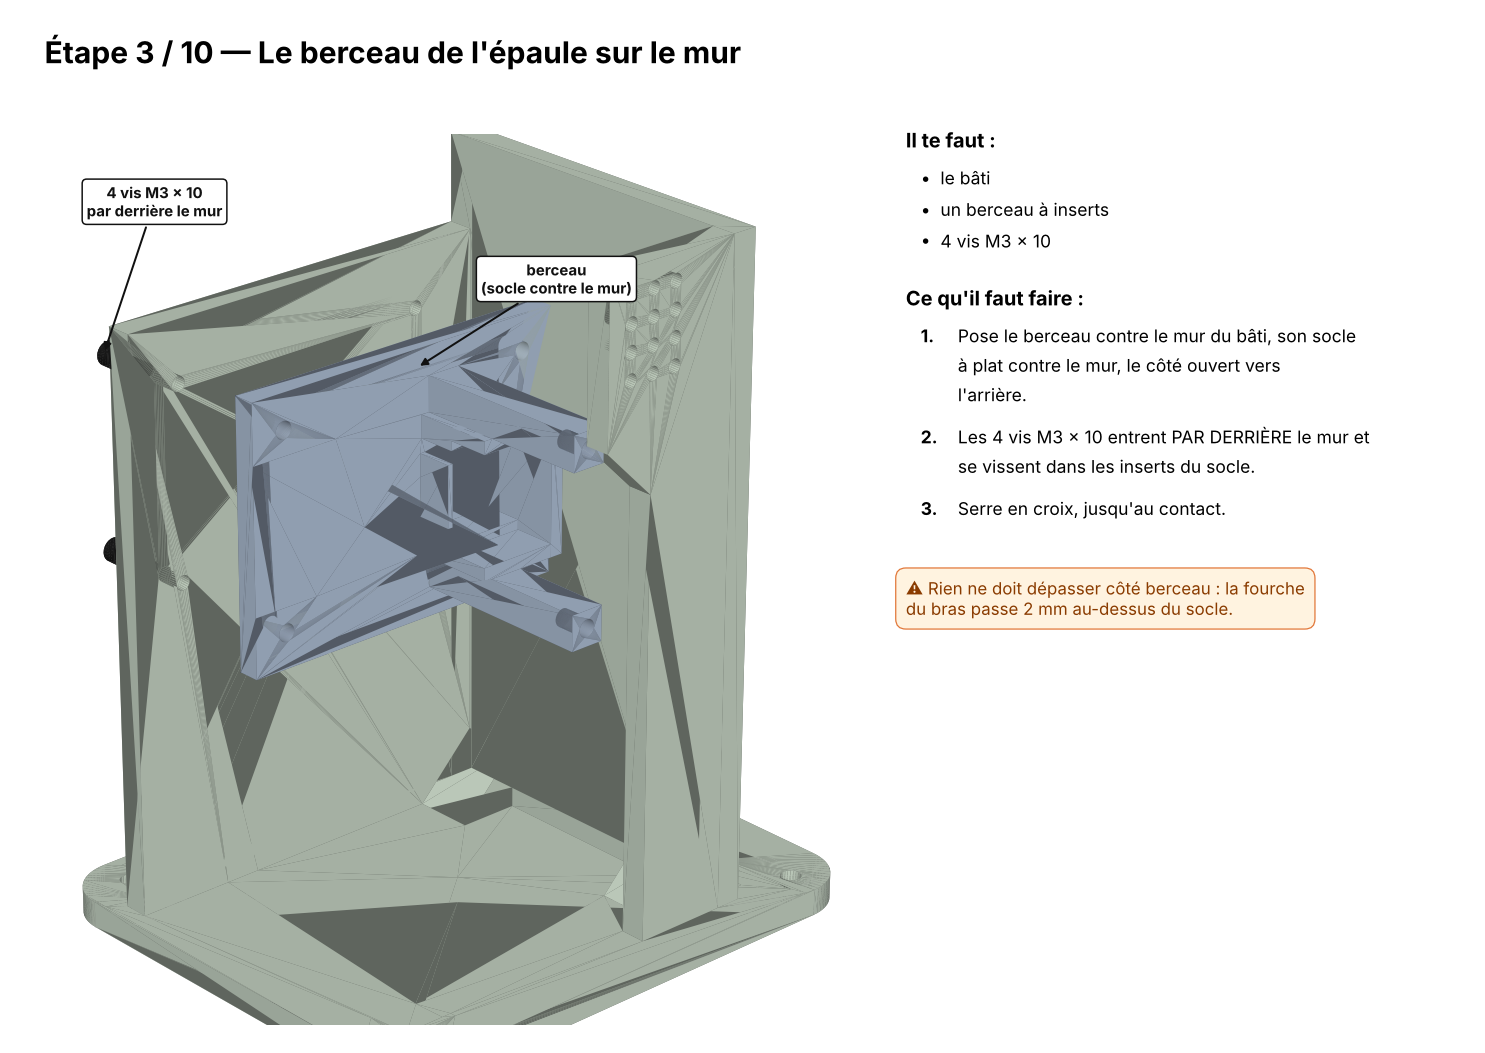 Étape 3 / 10 — Le berceau de l'épaule sur le mur
4 vis M3 × 10
par derrière le mur
berceau
(socle contre le mur)
Il te faut :
• le bâti
• un berceau à inserts
• 4 vis M3 × 10
Ce qu'il faut faire :
1. Pose le berceau contre le mur du bâti, son socle
à plat contre le mur, le côté ouvert vers
l'arrière.
2. Les 4 vis M3 × 10 entrent PAR DERRIÈRE le mur et
se vissent dans les inserts du socle.
3. Serre en croix, jusqu'au contact.
⚠ Rien ne doit dépasser côté berceau : la fourche
du bras passe 2 mm au-dessus du socle.